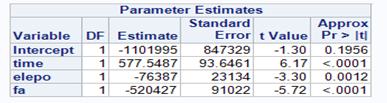 Parameter Estimates
Variable DF Estimate Standard Error t Value Approx Pr > |t|
Intercept 1 -1101995 847329 -1.30 0.1956
time 1 577.5487 93.6461 6.17 <.0001
elepo 1 -76387 23134 -3.30 0.0012
fa 1 -520427 91022 -5.72 <.0001